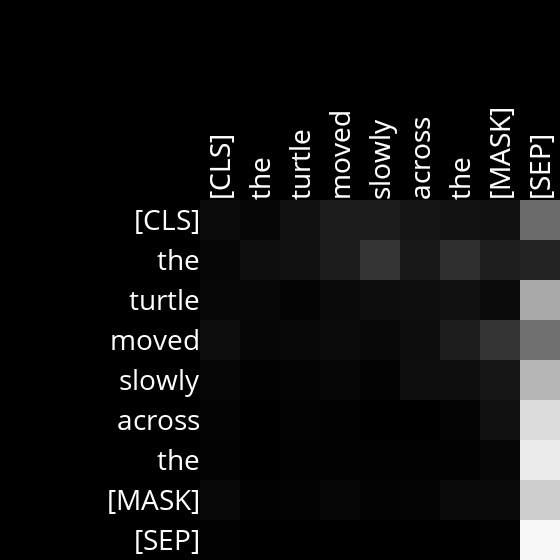 [CLS] the turtle moved slowly across the [MASK] [SEP]
[CLS]
the
turtle
moved
slowly
across
the
[MASK]
[SEP]